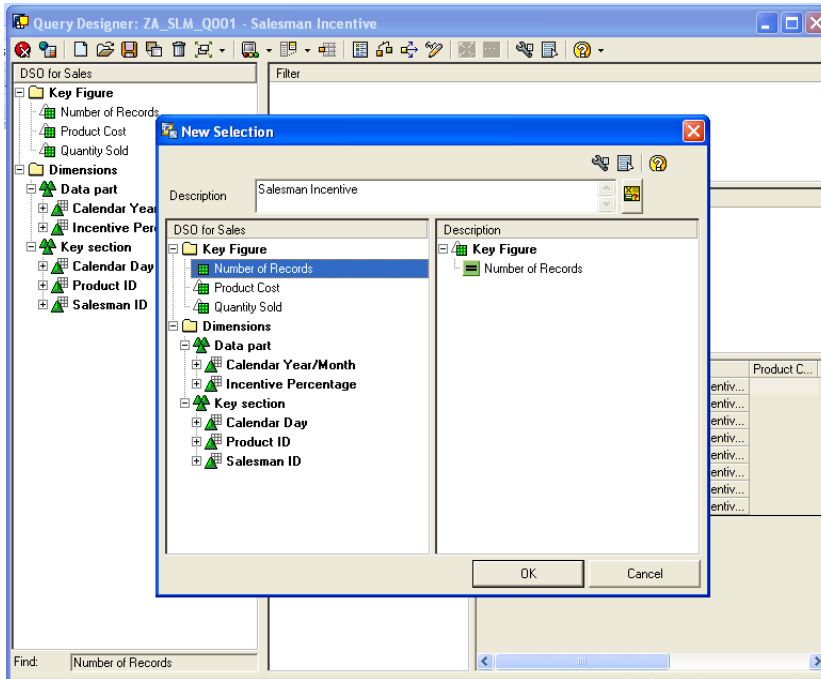 Query Designer: ZA_SLM_Q001 - Salesman Incentive
DSO for Sales
Filter
Key Figure
Number of Records
Product Cost
Quantity Sold
Dimensions
Data part
Calendar Year
Incentive Per
Key section
Calendar Day
Product ID
Salesman ID
New Selection
Description
Salesman Incentive
DSO for Sales
Key Figure
Number of Records
Product Cost
Quantity Sold
Dimensions
Data part
Calendar Year/Month
Incentive Percentage
Key section
Calendar Day
Product ID
Salesman ID
Description
Key Figure
Number of Records
OK
Cancel
Product C...
entiv...
entiv...
entiv...
entiv...
entiv...
entiv...
entiv...
entiv...
Find:
Number of Records